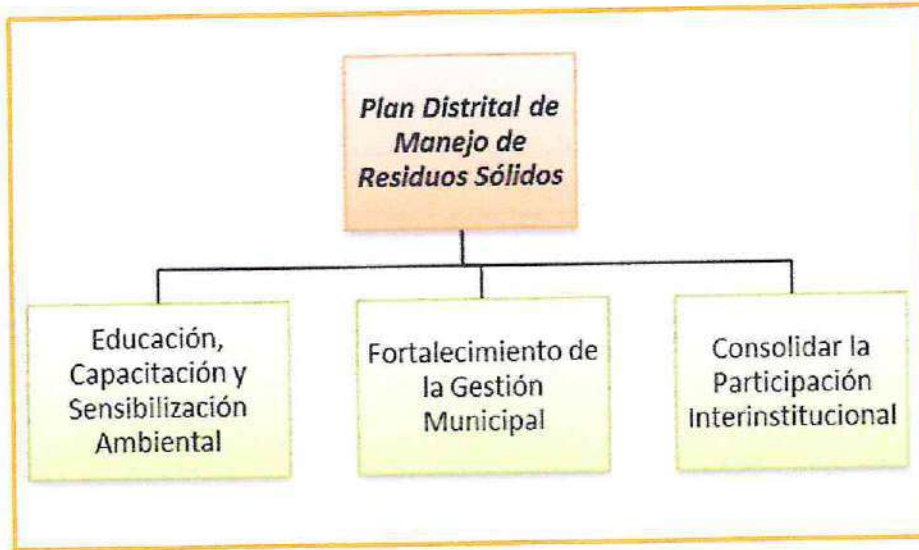 Plan Distrital de
Manejo de
Residuos Sólidos
Educación,
Capacitación y
Sensibilización
Ambiental
Fortalecimiento de
la Gestión
Municipal
Consolidar la
Participación
Interinstitucional